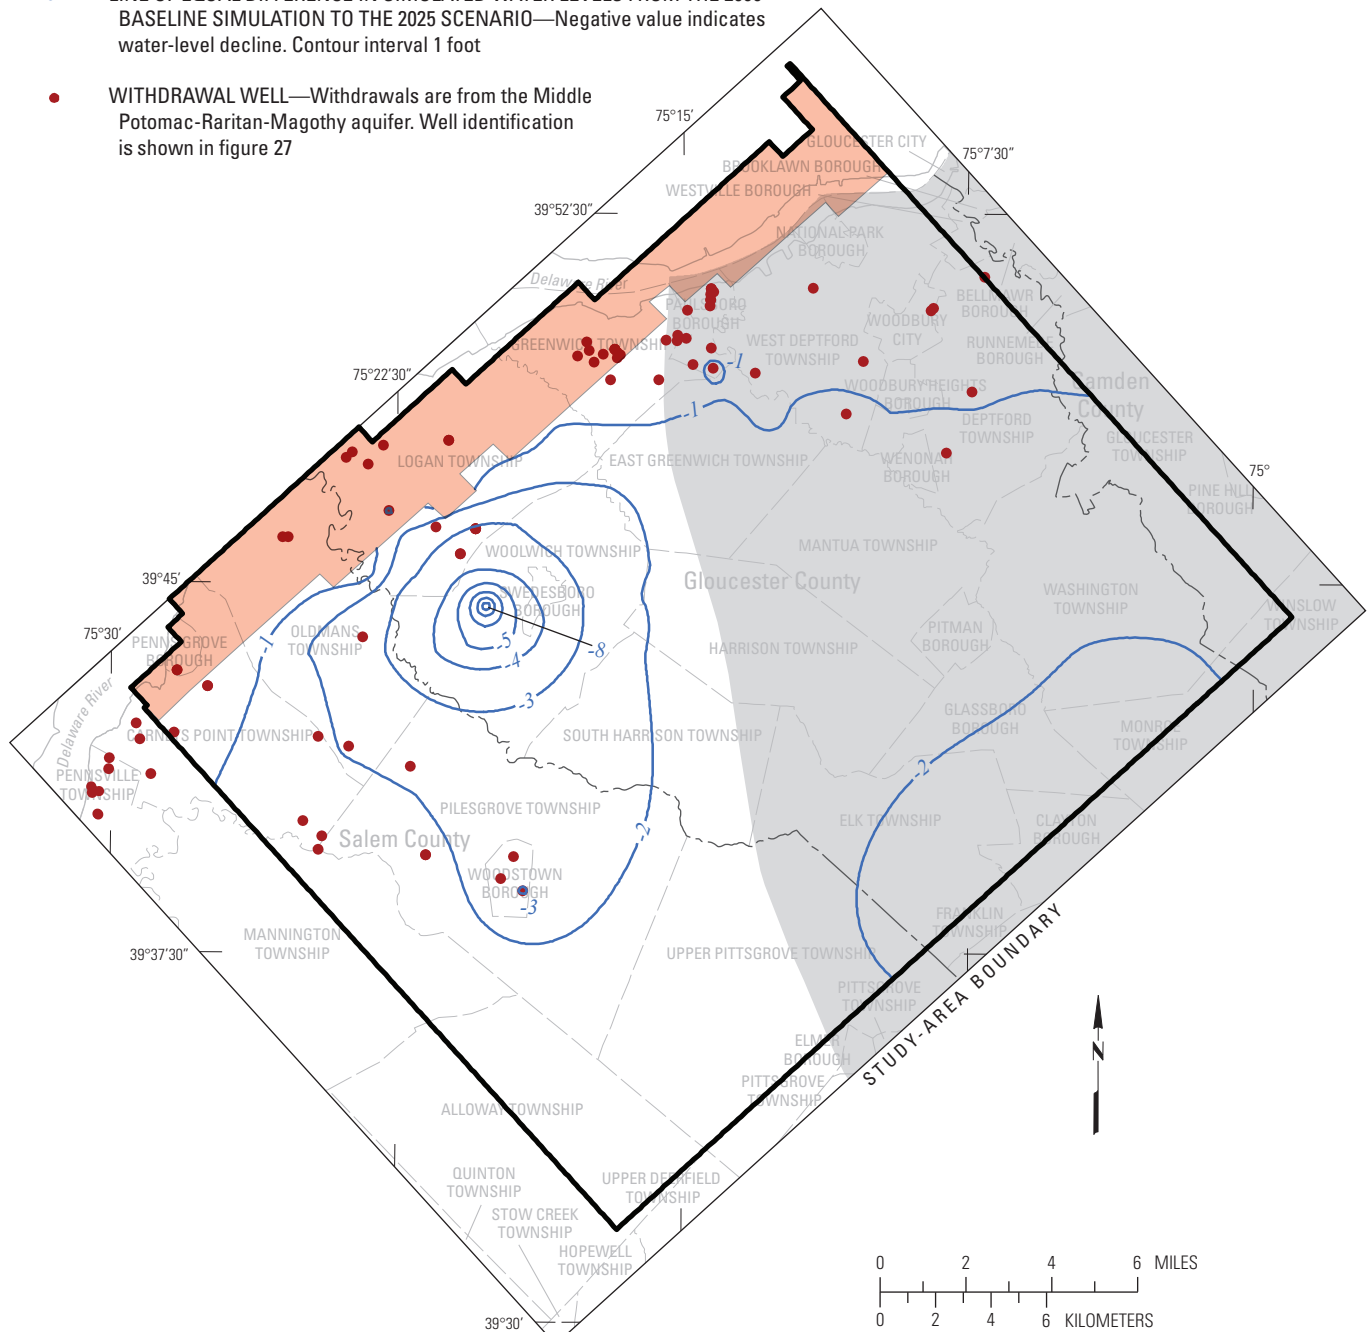 BASELINE SIMULATION TO THE 2025 SCENARIO—Negative value indicates
water-level decline. Contour interval 1 foot
WITHDRAWAL WELL—Withdrawals are from the Middle
Potomac-Raritan-Magothy aquifer. Well identification
is shown in figure 27
75°15'
GLOUCESTER CITY
75°7'30"
BROOKLAWN BOROUGH
WESTVILLE BOROUGH
39°52'30"
NATIONAL PARK
BOROUGH
Delaware River
BELLMAWR
BOROUGH
PAULSBORO
BOROUGH
WOODBURY
CITY
GREENWICH TOWNSHIP
WEST DEPTFORD
TOWNSHIP
RUNNEMEDE
BOROUGH
-1
75°22'30"
WOODBURY HEIGHTS
BOROUGH
Camden
County
-1
DEPTFORD
TOWNSHIP
GLOUCESTER
TOWNSHIP
LOGAN TOWNSHIP
EAST GREENWICH TOWNSHIP
WENONAH
BOROUGH
75°
PINE HILL
BOROUGH
WOOLWICH TOWNSHIP
MANTUA TOWNSHIP
39°45'
Gloucester County
SWEDESBORO
BOROUGH
WASHINGTON
TOWNSHIP
WINSLOW
TOWNSHIP
75°30'
PENNS GROVE
BOROUGH
-1
OLDMANS
TOWNSHIP
-5
-8
-4
HARRISON TOWNSHIP
PITMAN
BOROUGH
-3
Delaware River
CARNEYS POINT TOWNSHIP
SOUTH HARRISON TOWNSHIP
GLASSBORO
BOROUGH
MONROE
TOWNSHIP
PENNSVILLE
TOWNSHIP
-2
PILESGROVE TOWNSHIP
ELK TOWNSHIP
CLAYTON
BOROUGH
Salem County
-2
WOODSTOWN
BOROUGH
-3
FRANKLIN
TOWNSHIP
MANNINGTON
TOWNSHIP
39°37'30"
UPPER PITTSGROVE TOWNSHIP
PITTSGROVE
TOWNSHIP
STUDY-AREA BOUNDARY
ELMER
BOROUGH
N
PITTSGROVE
TOWNSHIP
ALLOWAY TOWNSHIP
QUINTON
TOWNSHIP
UPPER DEERFIELD
TOWNSHIP
STOW CREEK
TOWNSHIP
HOPEWELL
TOWNSHIP
0 2 4 6 MILES
0 2 4 6 KILOMETERS
39°30'